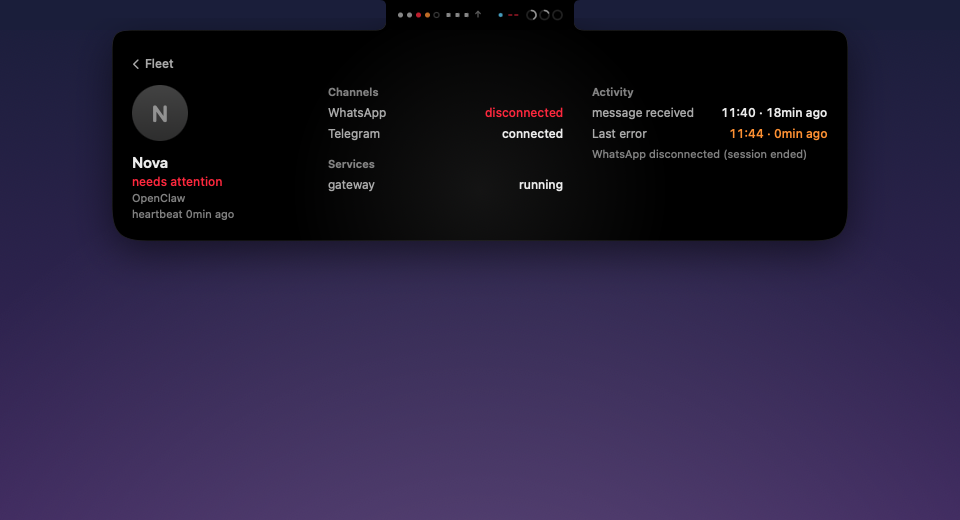 Fleet
N
Nova
needs attention
OpenClaw
heartbeat 0min ago
Channels
WhatsApp disconnected
Telegram connected
Services
gateway running
Activity
message received 11:40 · 18min ago
Last error 11:44 · 0min ago
WhatsApp disconnected (session ended)